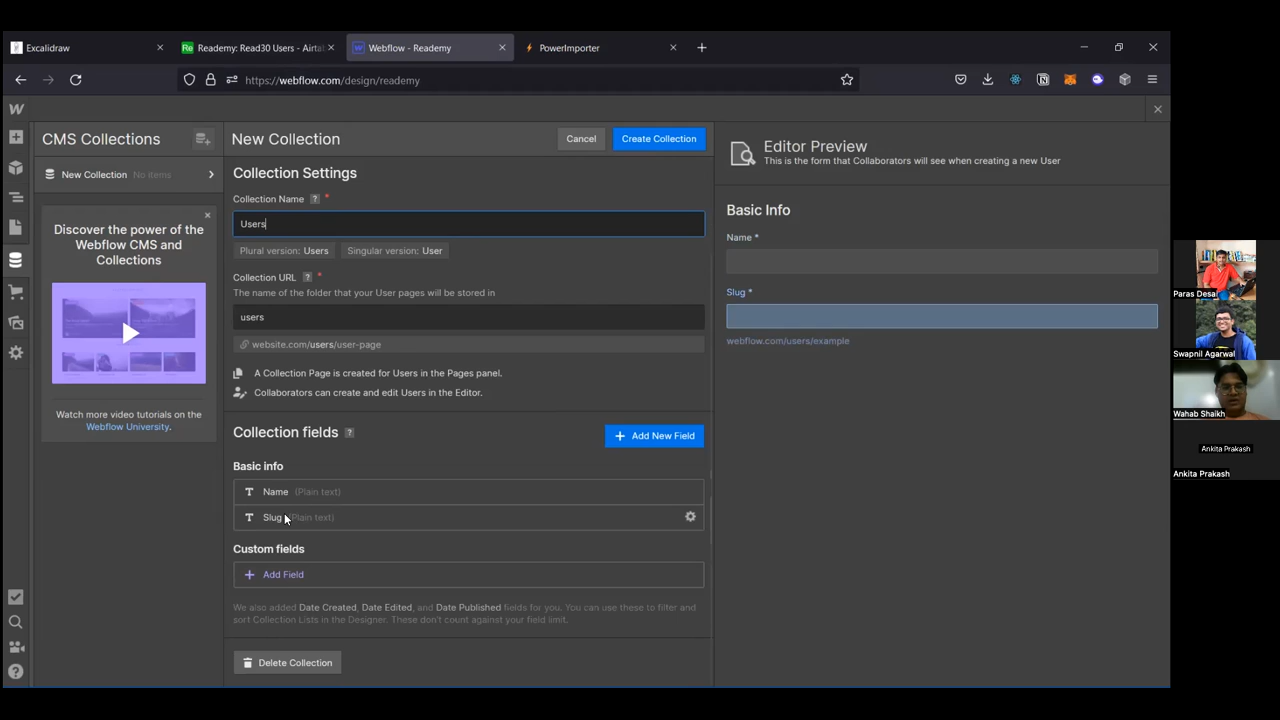 Excalidraw
Reademy: Read30 Users - Airtal
Webflow - Readémy
PowerImporter
https://webflow.com/design/readémy
CMS Collections
New Collection
Cancel
Create Collection
Editor Preview
This is the form that Collaborators will see when creating a new User
New Collection No items
Collection Settings
Collection Name ? *
Users
Plural version: Users
Singular version: User
Collection URL ? *
The name of the folder that your User pages will be stored in
users
website.com/users/user-page
A Collection Page is created for Users in the Pages panel.
Collaborators can create and edit Users in the Editor.
Discover the power of the
Webflow CMS and
Collections
Watch more video tutorials on the
Webflow University.
Collection fields ?
Add New Field
Basic info
Name (Plain text)
Slug (Plain text)
Custom fields
Add Field
We also added Date Created, Date Edited, and Date Published fields for you. You can use these to filter and
sort Collection Lists in the Designer. These don't count against your field limit.
Delete Collection
Basic Info
Name *
Slug *
webflow.com/users/example
Paras Desai
Swapnil Agarwal
Wahab Shaikh
Ankita Prakash
Ankita Prakash